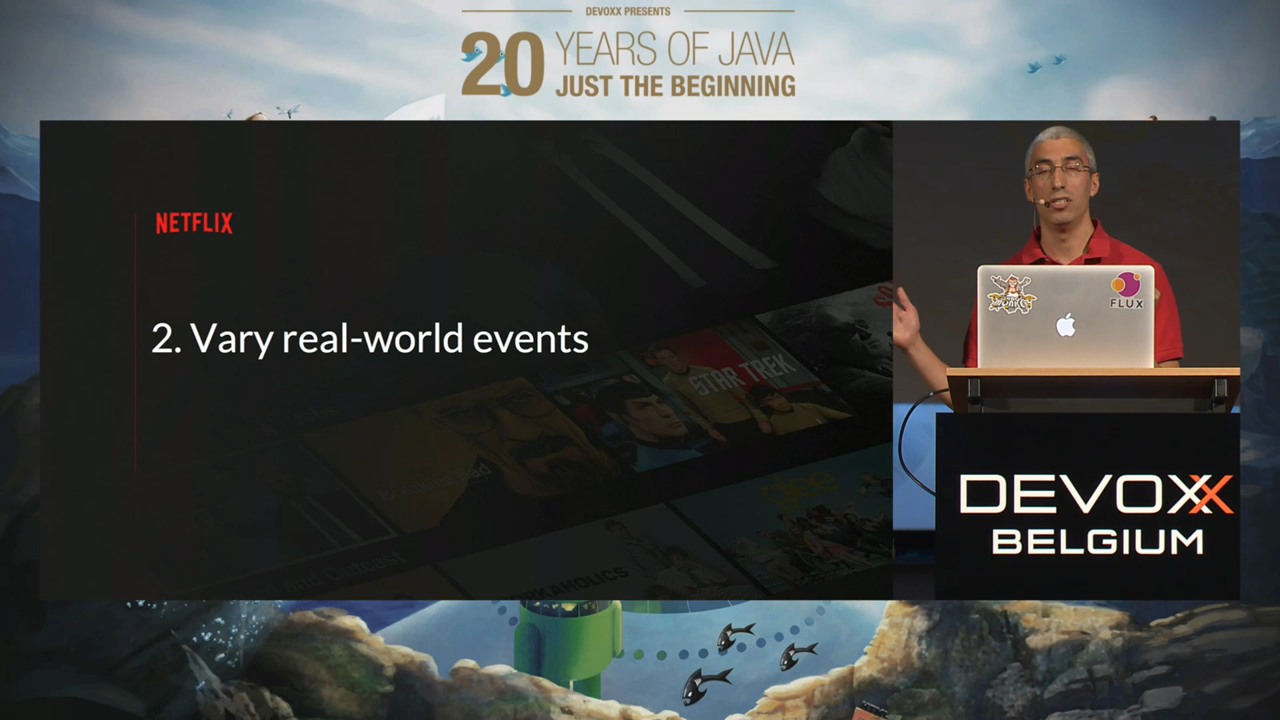 DEVOXX PRESENTS
20 YEARS OF JAVA
JUST THE BEGINNING
NETFLIX
2. Vary real-world events
STAR TREK
glee
FLUX
DEVOXX
BELGIUM